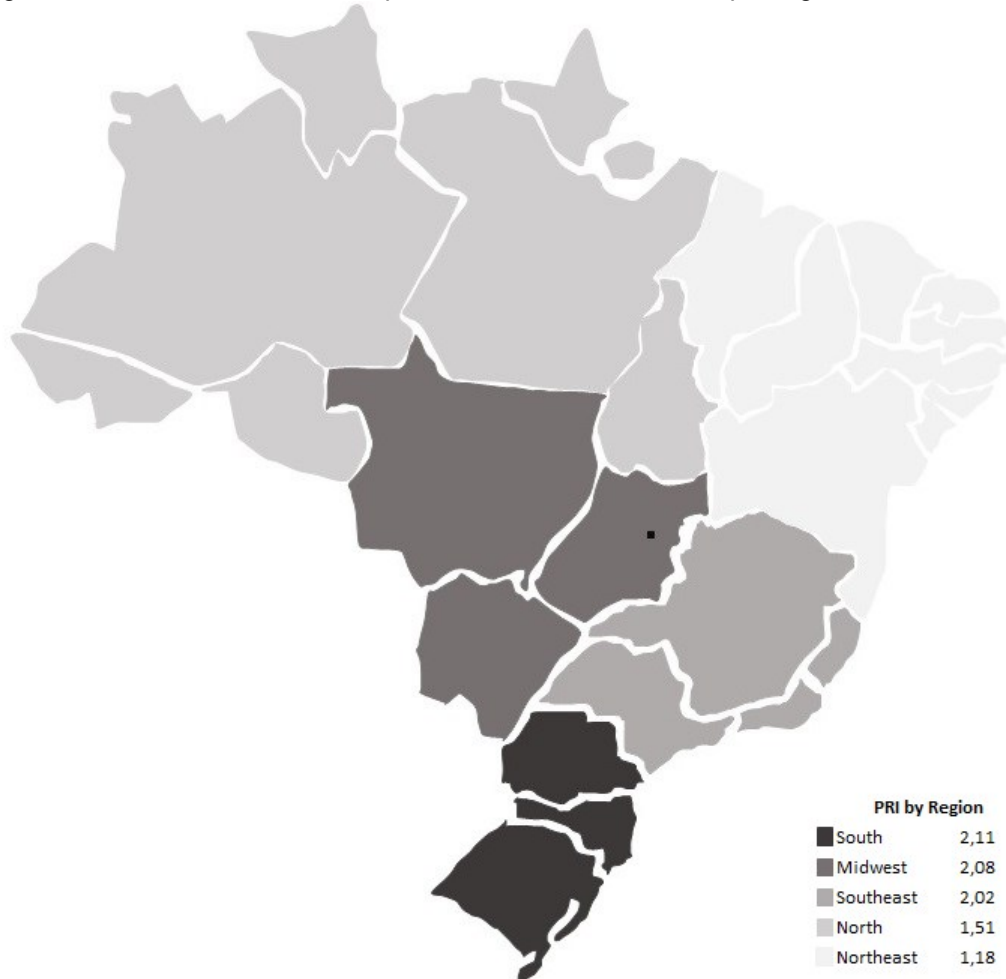 PRI by Region
South 2,11
Midwest 2,08
Southeast 2,02
North 1,51
Northeast 1,18